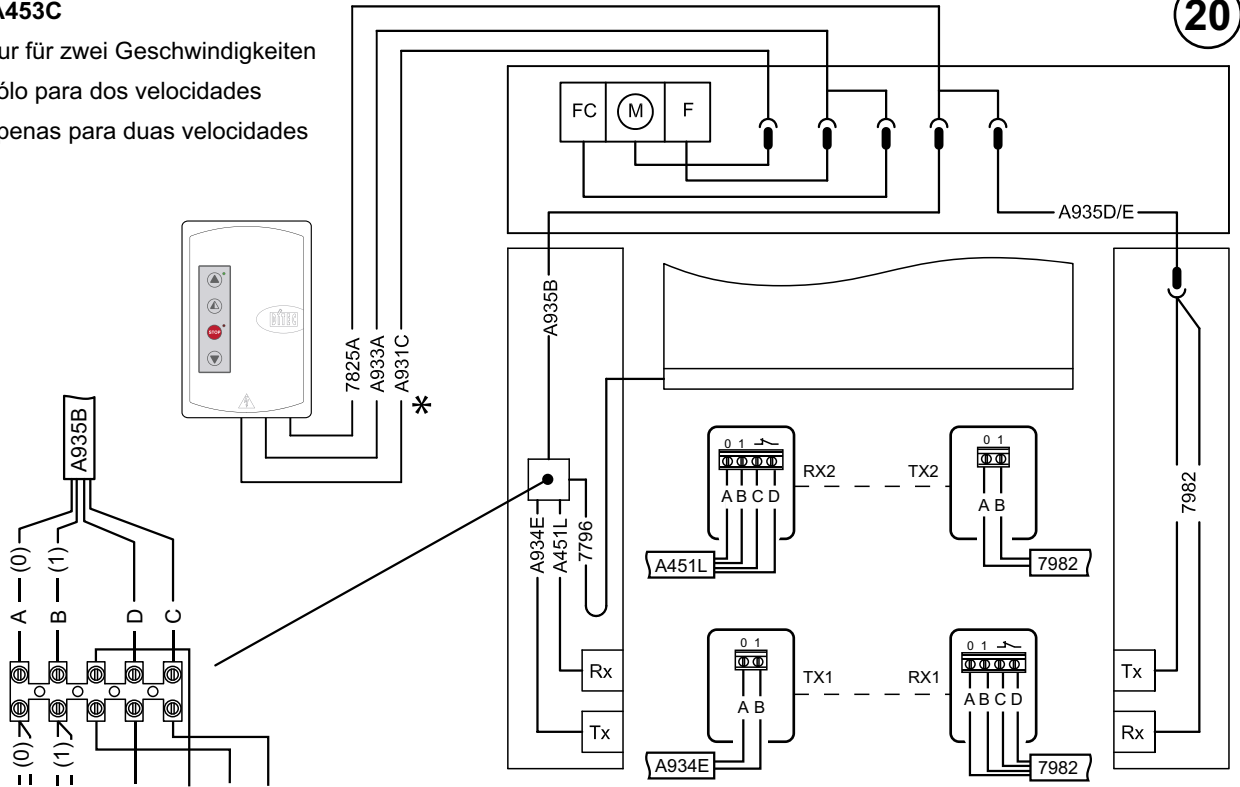 A453C
ur für zwei Geschwindigkeiten
ólo para dos velocidades
penas para duas velocidades
20
FC M F
A935D/E
A935B
STOP
DITEC
7825A
A933A
A931C
*
A935B
A (0)
B (1)
D
C
(0)
(1)
A934E
A451L
7796
7982
0 1
A B C D
RX2
TX2
0 1
A B
A451L
7982
0 1
A B
TX1
RX1
0 1
A B C D
A934E
7982
Rx
Tx
Tx
Rx